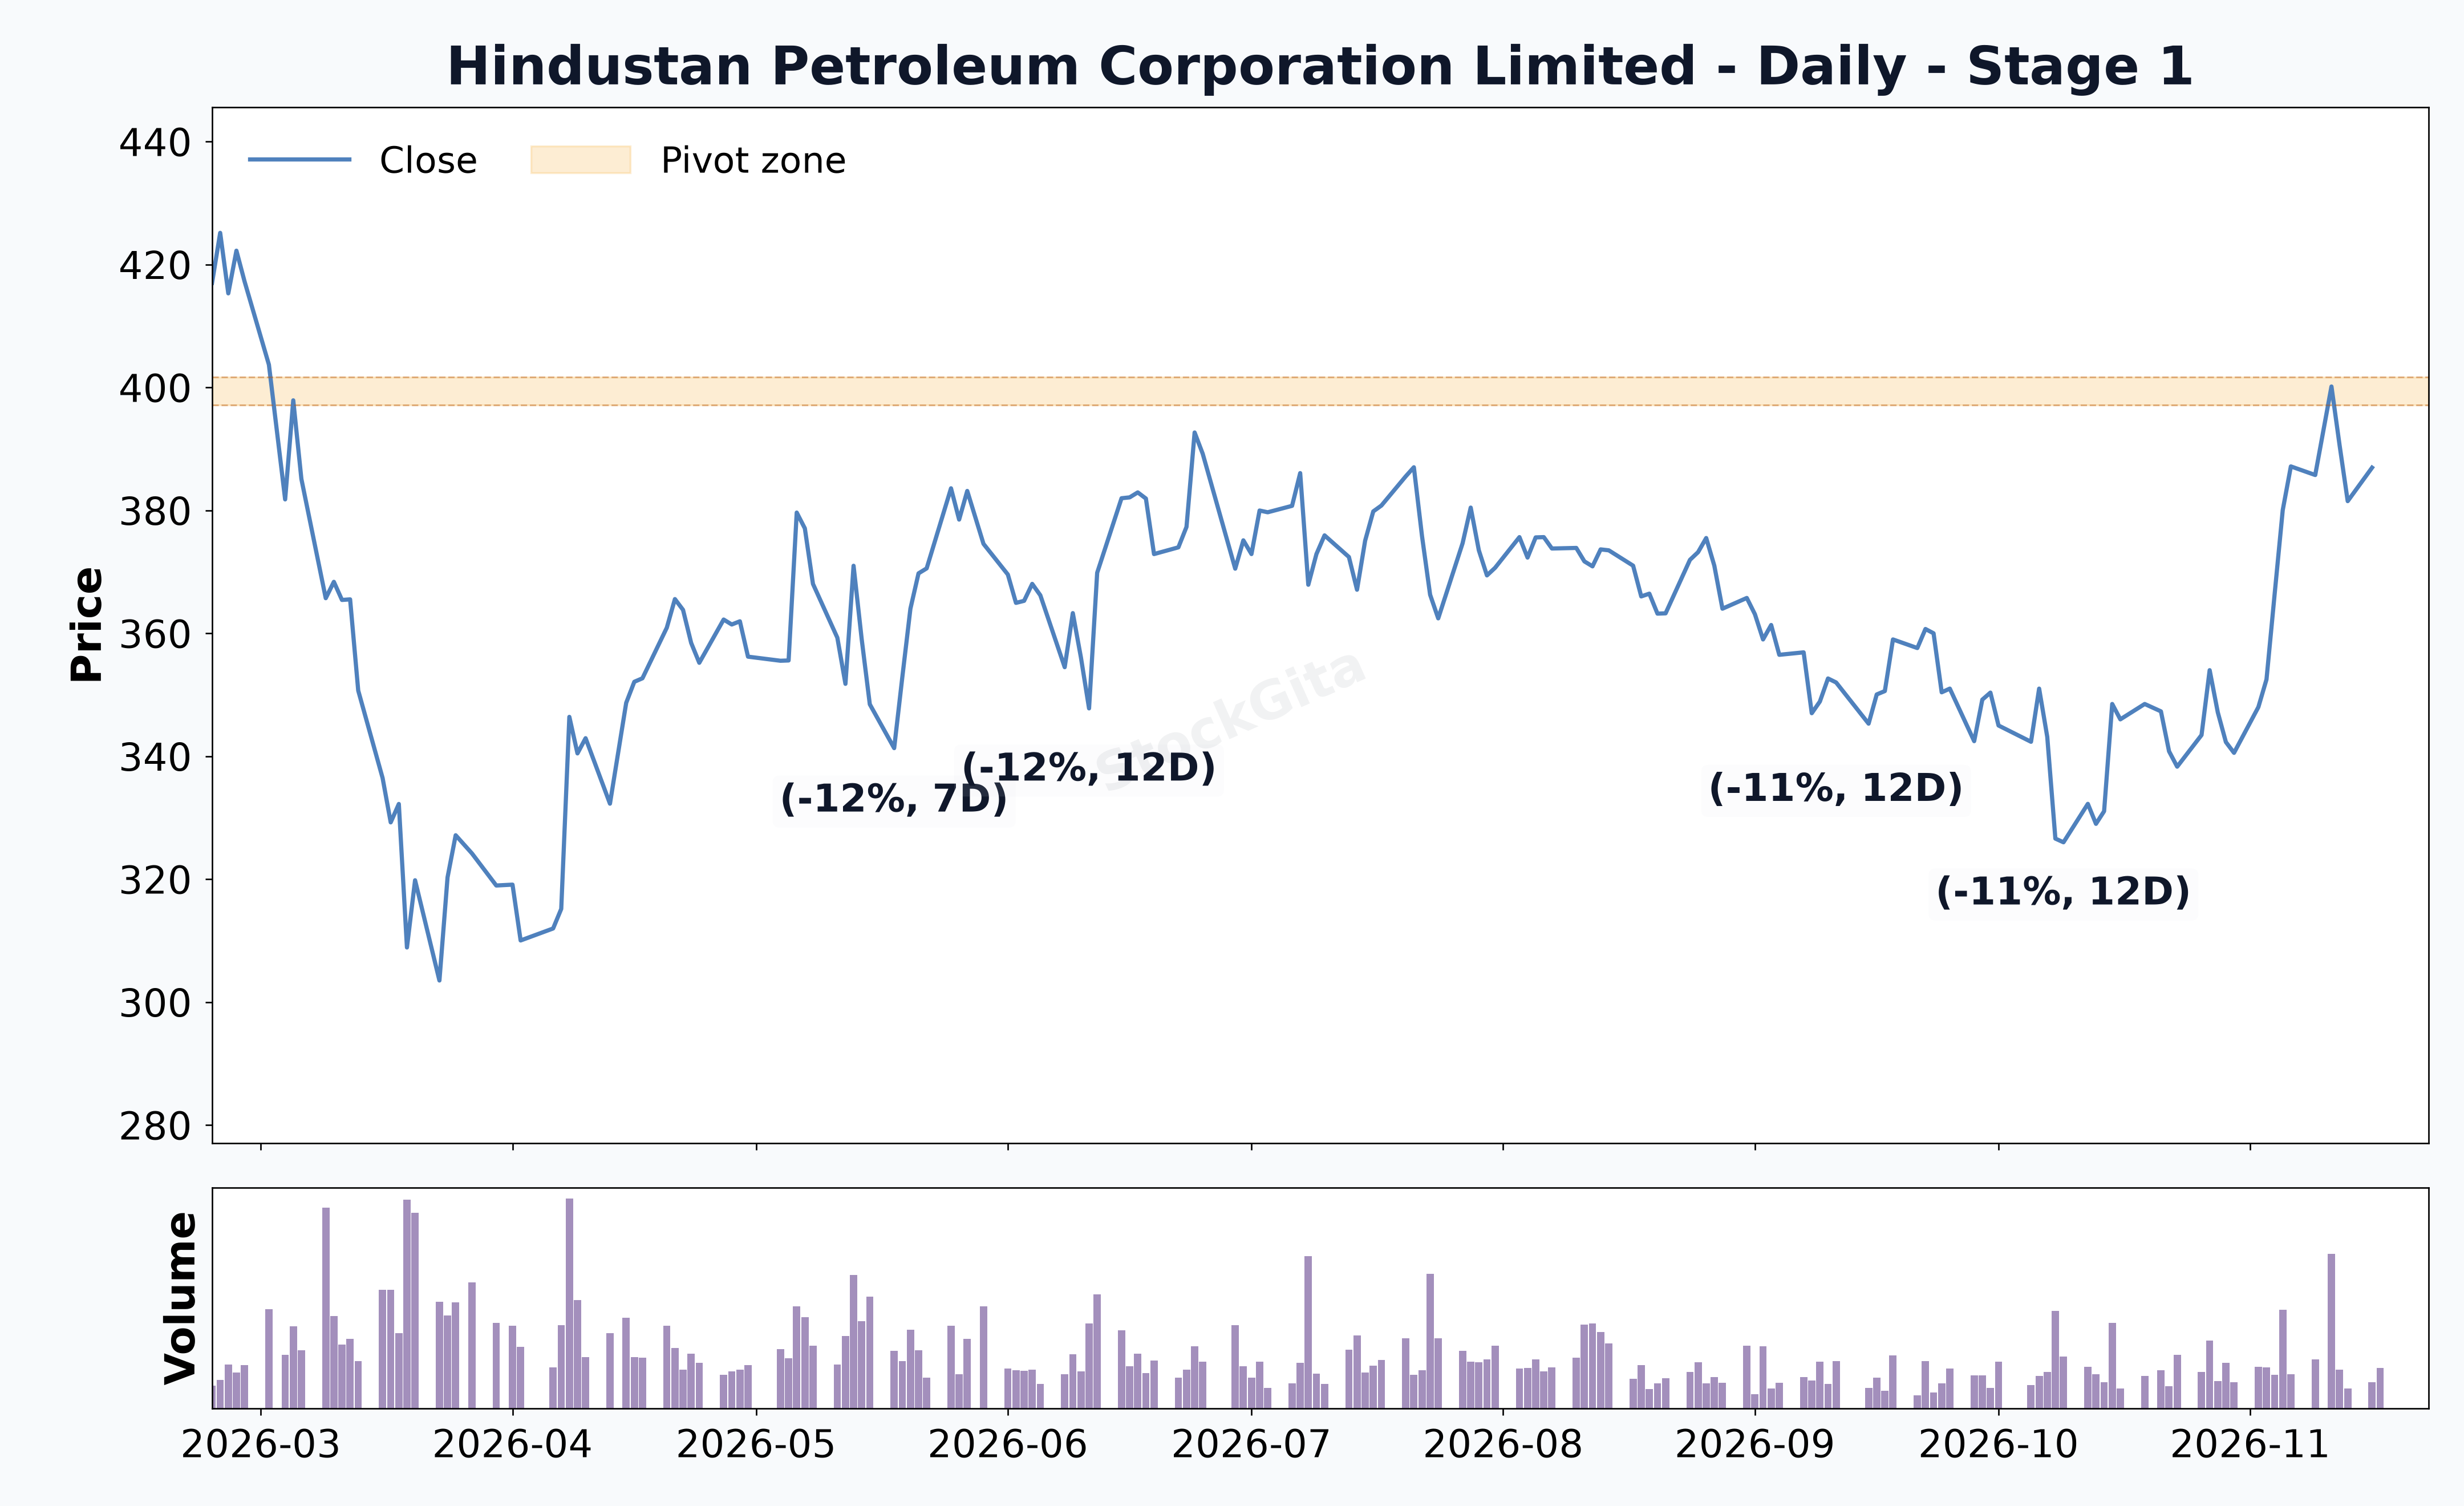 Hindustan Petroleum Corporation Limited - Daily - Stage 1
Close
Pivot zone
440
420
400
380
360
340
320
300
280
Price
StockGita
(-12%, 12D)
(-12%, 7D)
(-11%, 12D)
(-11%, 12D)
Volume
2026-03
2026-04
2026-05
2026-06
2026-07
2026-08
2026-09
2026-10
2026-11